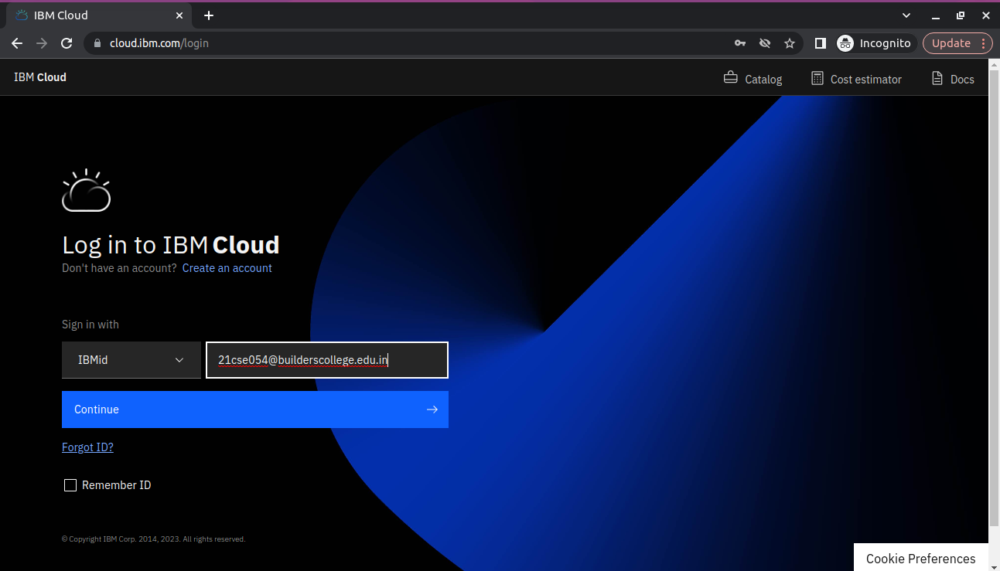 IBM Cloud
cloud.ibm.com/login
Incognito
Update
IBM Cloud
Catalog
Cost estimator
Docs
Log in to IBM Cloud
Don't have an account? Create an account
Sign in with
IBMid
21cse054@builderscollege.edu.in
Continue
Forgot ID?
Remember ID
© Copyright IBM Corp. 2014, 2023. All rights reserved.
Cookie Preferences